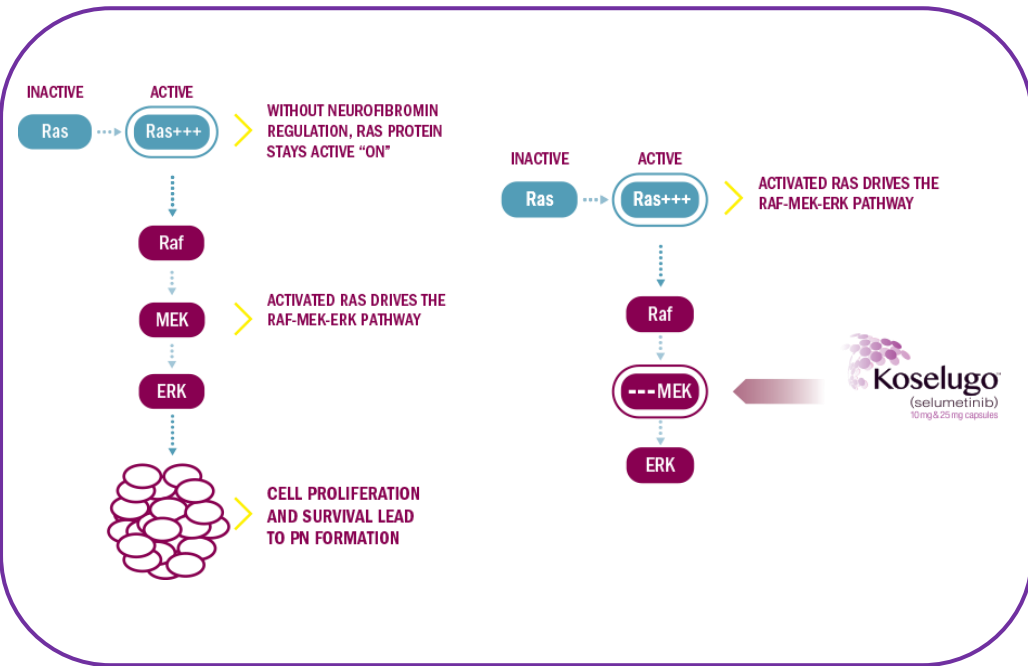 INACTIVE
ACTIVE
Ras
Ras+++
WITHOUT NEUROFIBROMIN
REGULATION, RAS PROTEIN
STAYS ACTIVE “ON”
Raf
MEK
ACTIVATED RAS DRIVES THE
RAF-MEK-ERK PATHWAY
ERK
CELL PROLIFERATION
AND SURVIVAL LEAD
TO PN FORMATION
INACTIVE
ACTIVE
Ras
Ras+++
ACTIVATED RAS DRIVES THE
RAF-MEK-ERK PATHWAY
Raf
---MEK
ERK
Koselugo™
(selumetinib)
10 mg & 25 mg capsules